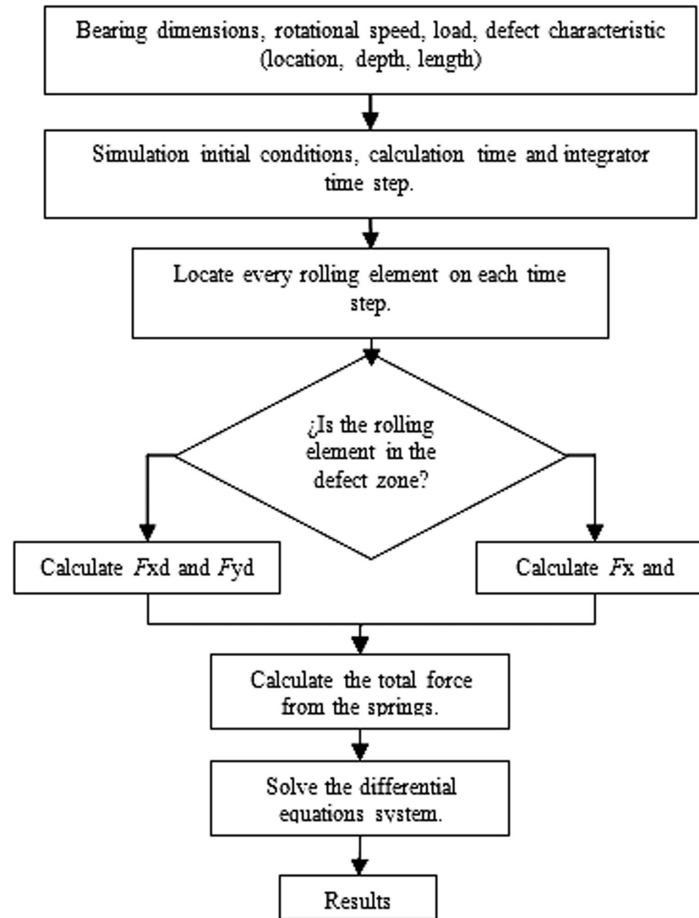 Bearing dimensions, rotational speed, load, defect characteristic
(location, depth, length)
Simulation initial conditions, calculation time and integrator
time step.
Locate every rolling element on each time
step.
¿Is the rolling
element in the
defect zone?
Calculate Fxd and Fyd
Calculate Fx and
Calculate the total force
from the springs.
Solve the differential
equations system.
Results